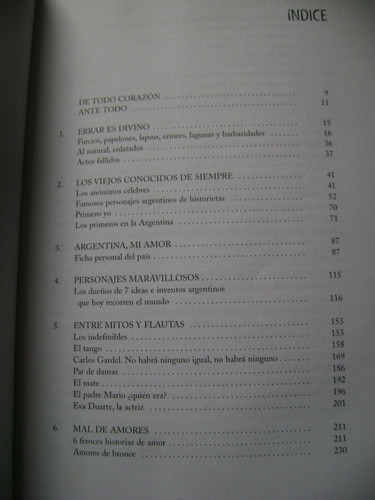 ÍNDICE
DE TODO CORAZÓN 9
ANTE TODO 11
1. ERRAR ES DIVINO 15
Furcios, papelones, lapsus, errores, lagunas y barbaridades 16
Al natural, enlatados 36
Actos fallidos 37
2. LOS VIEJOS CONOCIDOS DE SIEMPRE 41
Los anónimos célebres 41
Famosos personajes argentinos de historietas 52
Primero yo 70
Los primeros en la Argentina 71
3. ARGENTINA, MI AMOR 87
Ficha personal del país 87
4. PERSONAJES MARAVILLOSOS 115
Los dueños de 7 ideas e inventos argentinos
que hoy recorren el mundo 116
5. ENTRE MITOS Y FLAUTAS 153
Los indefinibles 153
El tango 158
Carlos Gardel. No habrá ninguno igual, no habrá ninguno 169
Par de damas 186
El mate 192
El padre Mario ¿quién era? 196
Eva Duarte, la actriz 201
6. MAL DE AMORES 211
6 feroces historias de amor 211
Amores de bronce 230